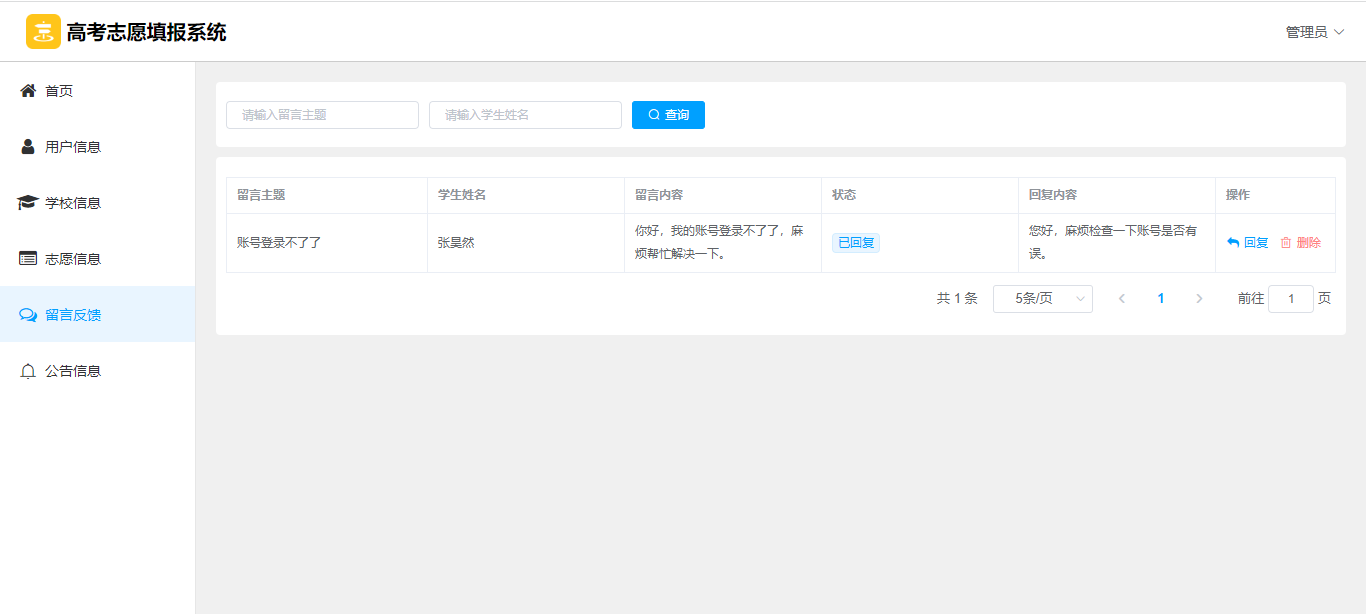 高考志愿填报系统
管理员
首页
用户信息
学校信息
志愿信息
留言反馈
公告信息
请输入留言主题
请输入学生姓名
查询
留言主题 学生姓名 留言内容 状态 回复内容 操作
账号登录不了了
张昊然
你好，我的账号登录不了了，麻
烦帮忙解决一下。
已回复
您好，麻烦检查一下账号是否有
误。
回复 删除
共 1 条 5条/页 1 前往 1 页